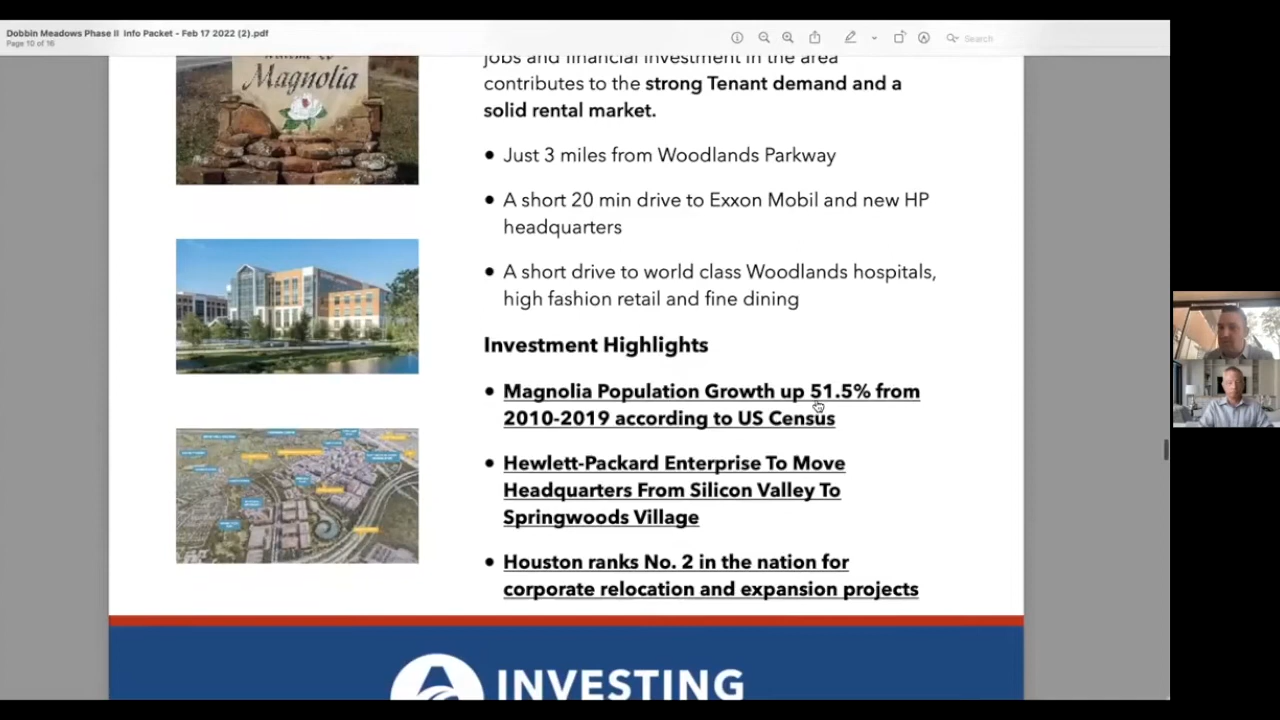 Dobbin Meadows Phase II Info Packet - Feb 17 2022 (2).pdf
Page 10 of 16
Search
Magnolia
jobs and financial investment in the area
contributes to the strong Tenant demand and a
solid rental market.
• Just 3 miles from Woodlands Parkway
• A short 20 min drive to Exxon Mobil and new HP
headquarters
• A short drive to world class Woodlands hospitals,
high fashion retail and fine dining
Investment Highlights
• Magnolia Population Growth up 51.5% from
2010-2019 according to US Census
• Hewlett-Packard Enterprise To Move
Headquarters From Silicon Valley To
Springwoods Village
• Houston ranks No. 2 in the nation for
corporate relocation and expansion projects
INVESTING